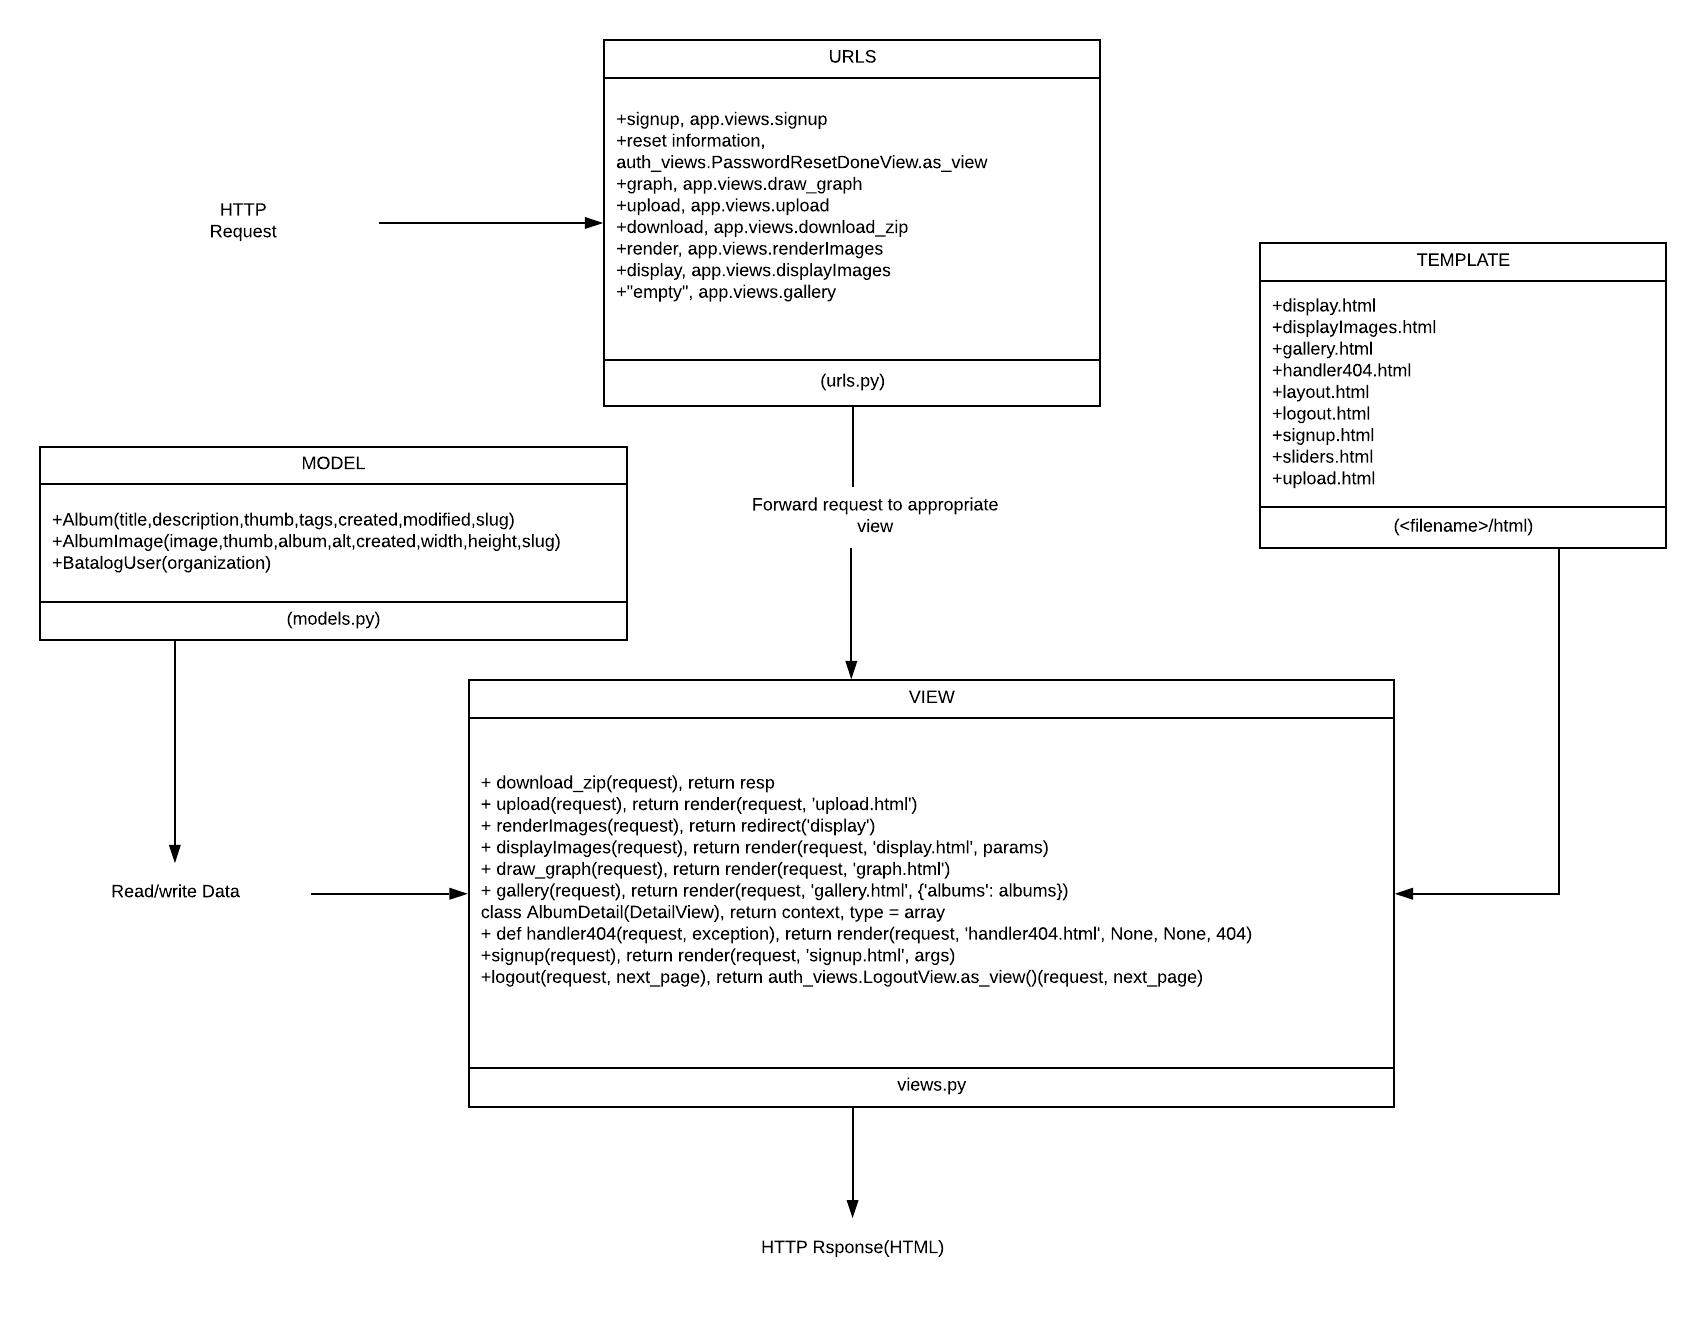 URLS
+signup, app.views.signup
+reset information,
auth_views.PasswordResetDoneView.as_view
+graph, app.views.draw_graph
+upload, app.views.upload
+download, app.views.download_zip
+render, app.views.renderImages
+display, app.views.displayImages
+"empty", app.views.gallery
(urls.py)
HTTP
Request
TEMPLATE
+display.html
+displayImages.html
+gallery.html
+handler404.html
+layout.html
+logout.html
+signup.html
+sliders.html
+upload.html
(<filename>/html)
MODEL
+Album(title,description,thumb,tags,created,modified,slug)
+AlbumImage(image,thumb,album,alt,created,width,height,slug)
+BatalogUser(organization)
(models.py)
Forward request to appropriate
view
VIEW
+ download_zip(request), return resp
+ upload(request), return render(request, 'upload.html')
+ renderImages(request), return redirect('display')
+ displayImages(request), return render(request, 'display.html', params)
+ draw_graph(request), return render(request, 'graph.html')
+ gallery(request), return render(request, 'gallery.html', {'albums': albums})
class AlbumDetail(DetailView), return context, type = array
+ def handler404(request, exception), return render(request, 'handler404.html', None, None, 404)
+signup(request), return render(request, 'signup.html', args)
+logout(request, next_page), return auth_views.LogoutView.as_view()(request, next_page)
views.py
Read/write Data
HTTP Rsponse(HTML)